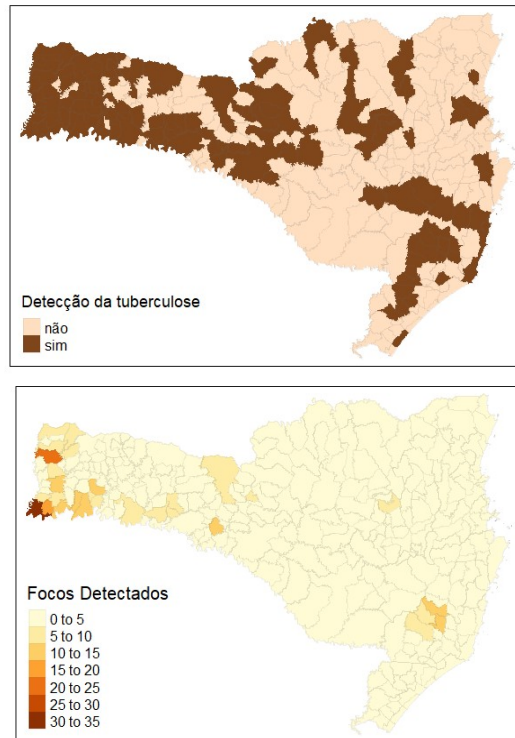 Detecção da tuberculose
não
sim
Focos Detectados
0 to 5
5 to 10
10 to 15
15 to 20
20 to 25
25 to 30
30 to 35